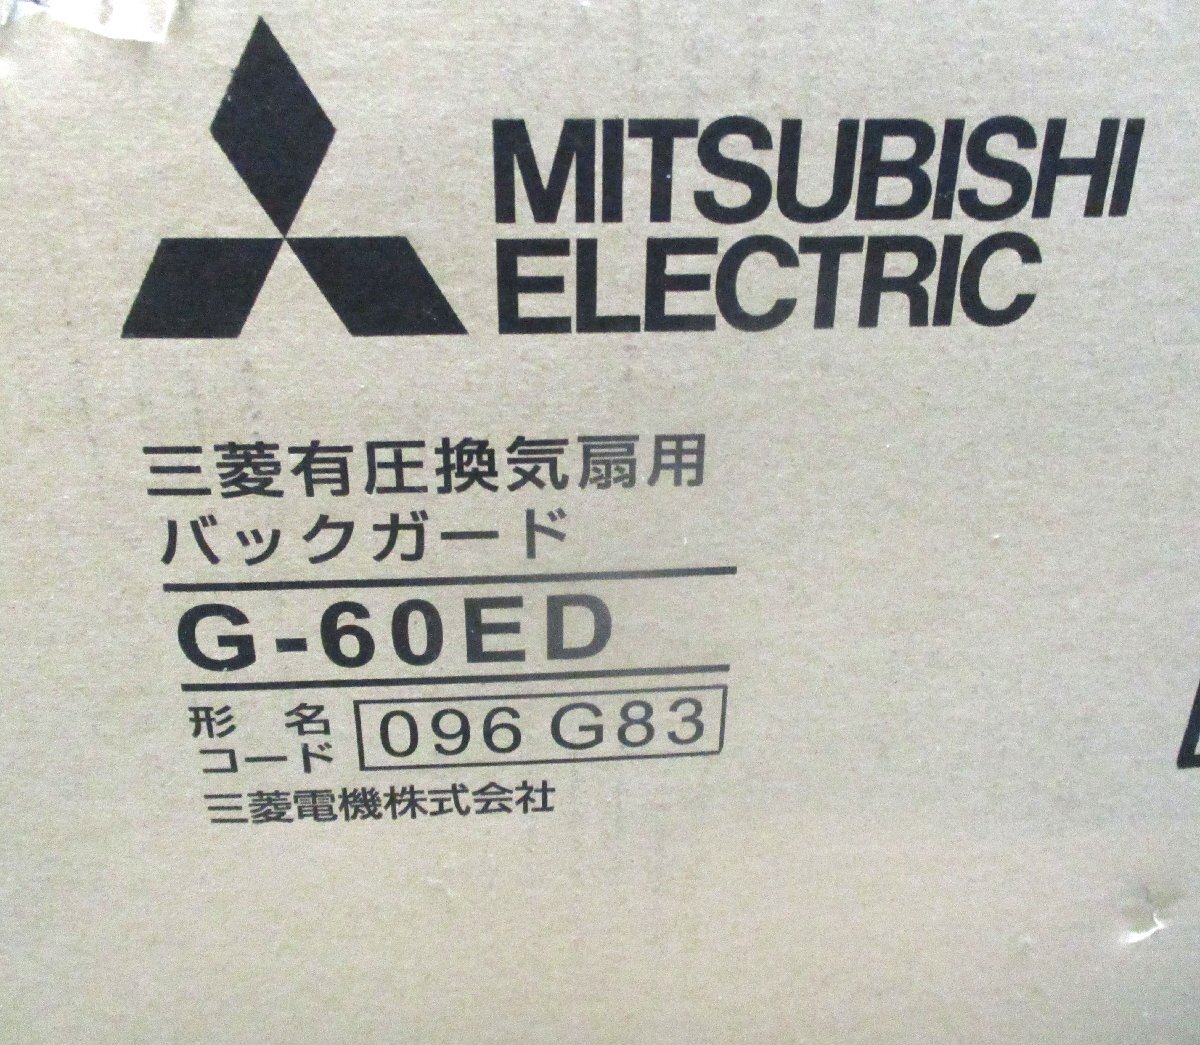 MITSUBISHI
ELECTRIC
三菱有圧換気扇用
バックガード
G-60ED
形 名
コード 096 G83
三菱電機株式会社